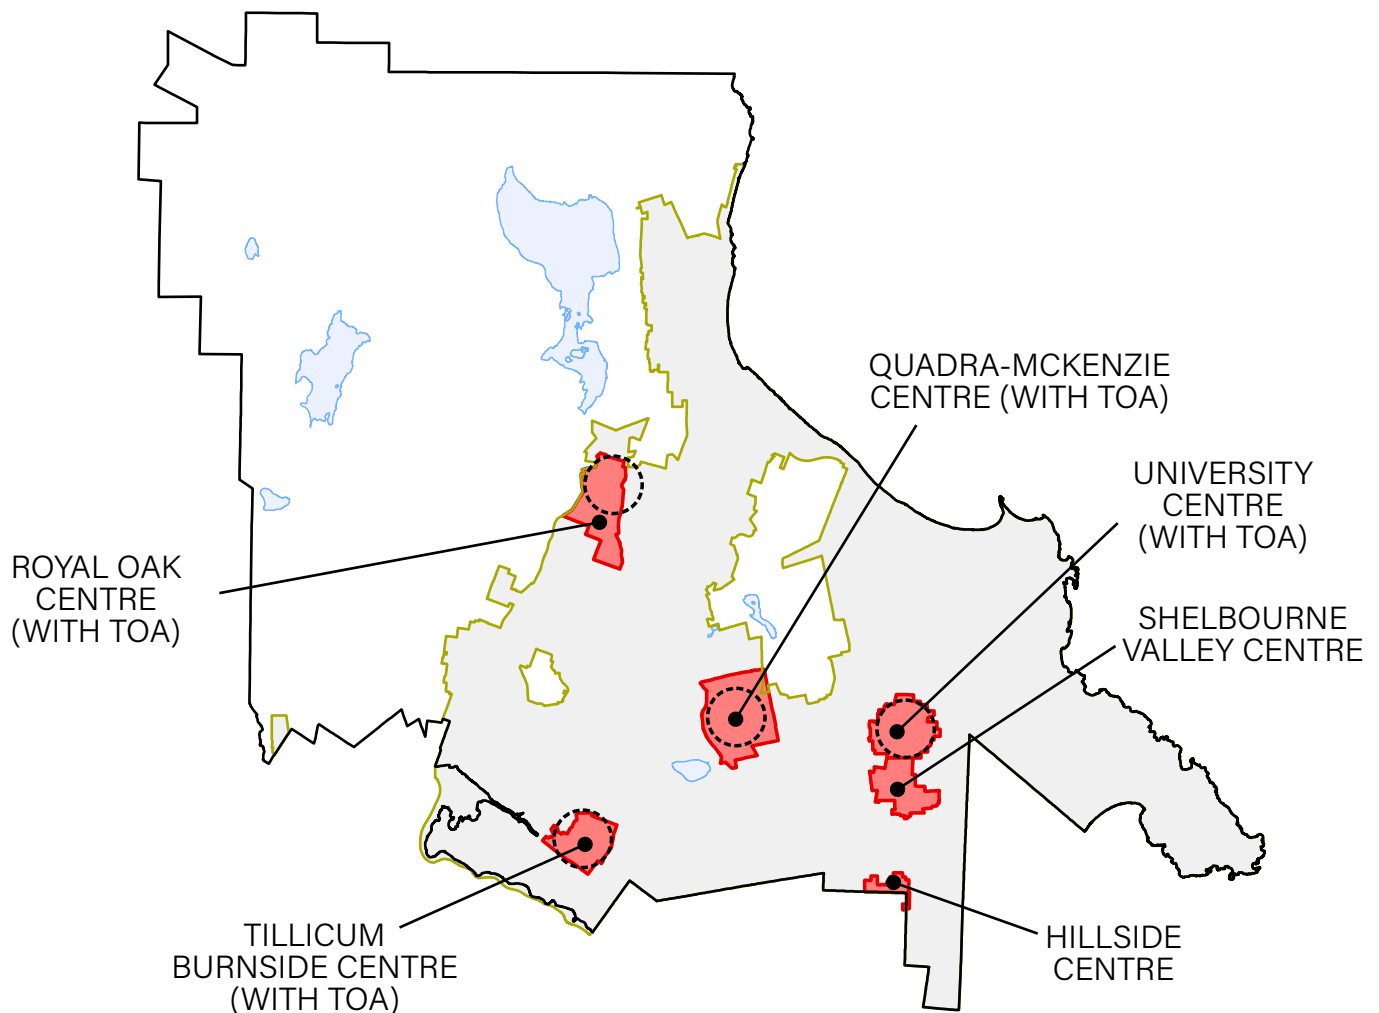 QUADRA-MCKENZIE
CENTRE (WITH TOA)
UNIVERSITY
CENTRE
(WITH TOA)
ROYAL OAK
CENTRE
(WITH TOA)
SHELBOURNE
VALLEY CENTRE
TILLICUM
BURNSIDE CENTRE
(WITH TOA)
HILLSIDE
CENTRE